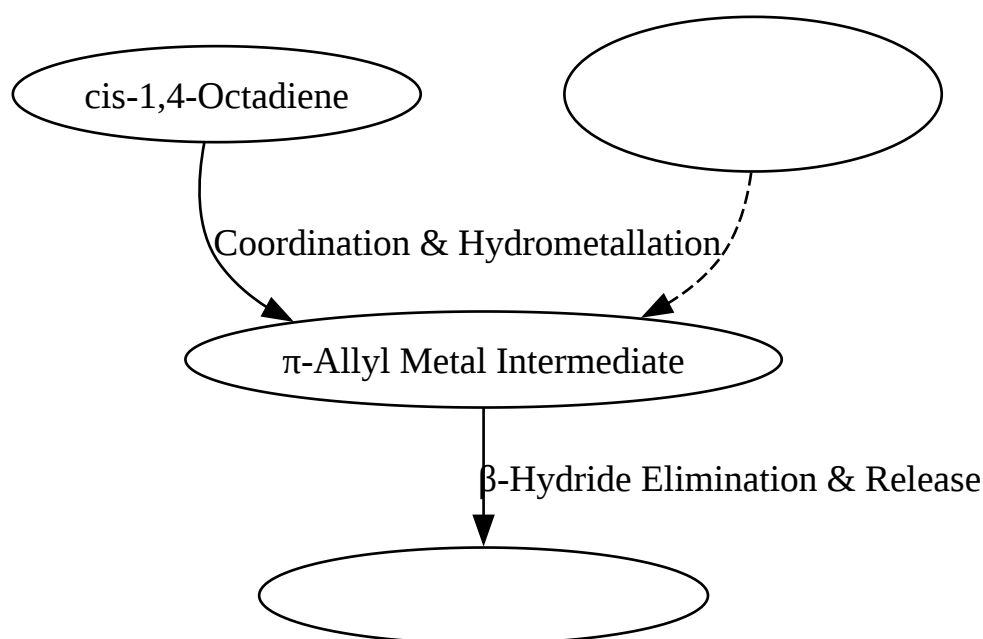 cis-1,4-Octadiene
Coordination & Hydrometallation
π-Allyl Metal Intermediate
β-Hydride Elimination & Release